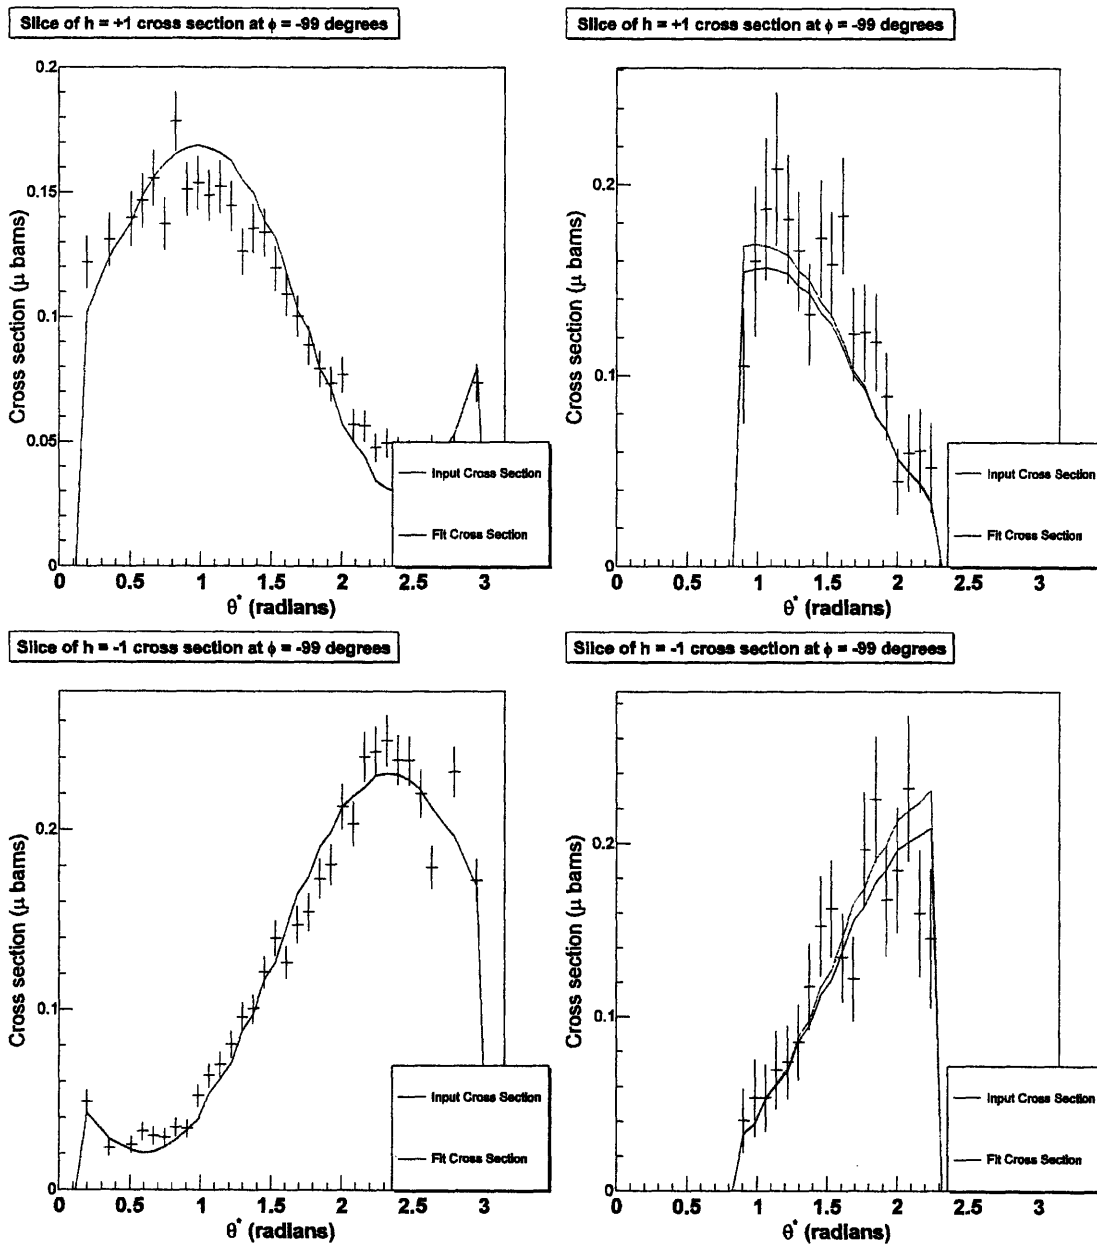 Slice of h = +1 cross section at ϕ = -99 degrees
Slice of h = +1 cross section at ϕ = -99 degrees
Cross section (μ barns)
0.2
0.15
0.1
0.05
0
0 0.5 1 1.5 2 2.5 3
θ* (radians)
Input Cross Section
Fit Cross Section
Cross section (μ barns)
0.2
0.1
0
0 0.5 1 1.5 2 2.5 3
θ* (radians)
Input Cross Section
Fit Cross Section
Slice of h = -1 cross section at ϕ = -99 degrees
Slice of h = -1 cross section at ϕ = -99 degrees
Cross section (μ barns)
0.2
0.1
0
0 0.5 1 1.5 2 2.5 3
θ* (radians)
Input Cross Section
Fit Cross Section
Cross section (μ barns)
0.2
0.1
0
0 0.5 1 1.5 2 2.5 3
θ* (radians)
Input Cross Section
Fit Cross Section